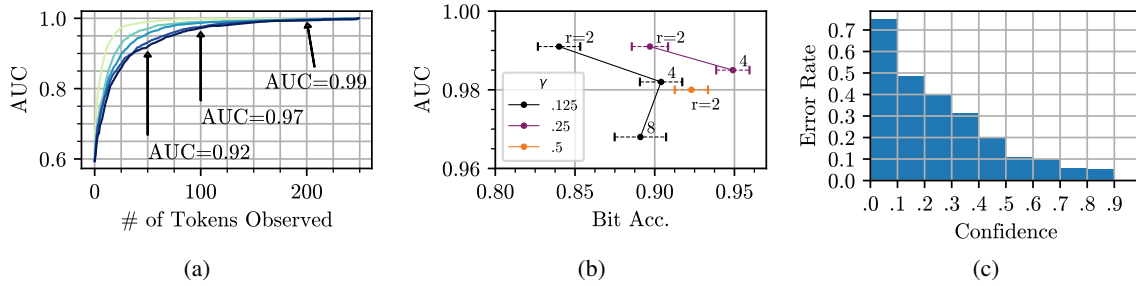 1.0
0.8
0.6
AUC
0
100
200
# of Tokens Observed
AUC=0.99
AUC=0.97
AUC=0.92
(a)
1.00
0.98
0.96
AUC
r=2
r=2
4
4
r=2
8
γ
.125
.25
.5
0.80
0.85
0.90
0.95
Bit Acc.
(b)
0.7
0.6
0.5
0.4
0.3
0.2
0.1
0.0
Error Rate
.0 .1 .2 .3 .4 .5 .6 .7 .8 .9
Confidence
(c)